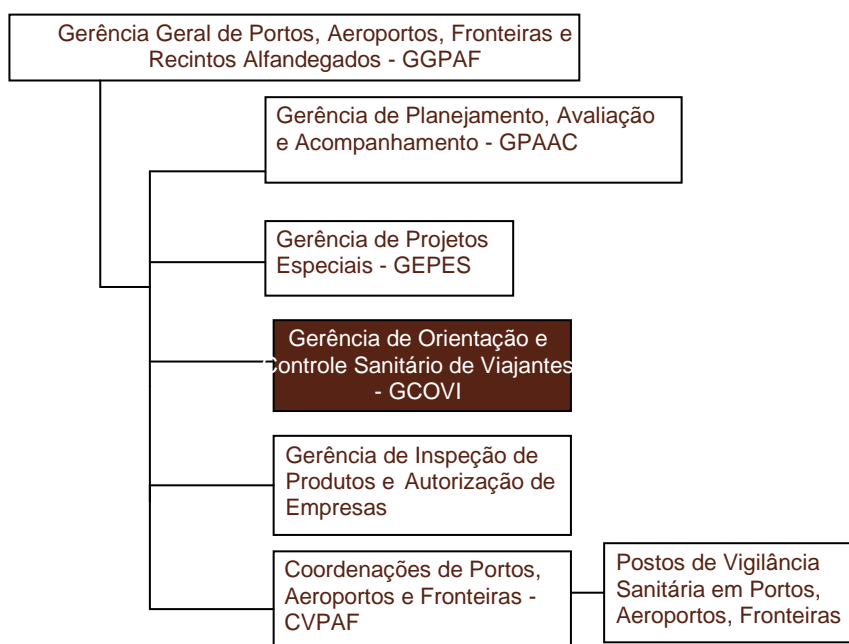 Gerência Geral de Portos, Aeroportos, Fronteiras e
Recintos Alfandegados - GGPAF
Gerência de Planejamento, Avaliação
e Acompanhamento - GPAAC
Gerência de Projetos
Especiais - GEPES
Gerência de Orientação e
Controle Sanitário de Viajantes
- GCOVI
Gerência de Inspeção de
Produtos e Autorização de
Empresas
Coordenações de Portos,
Aeroportos e Fronteiras -
CVPAF
Postos de Vigilância
Sanitária em Portos,
Aeroportos, Fronteiras